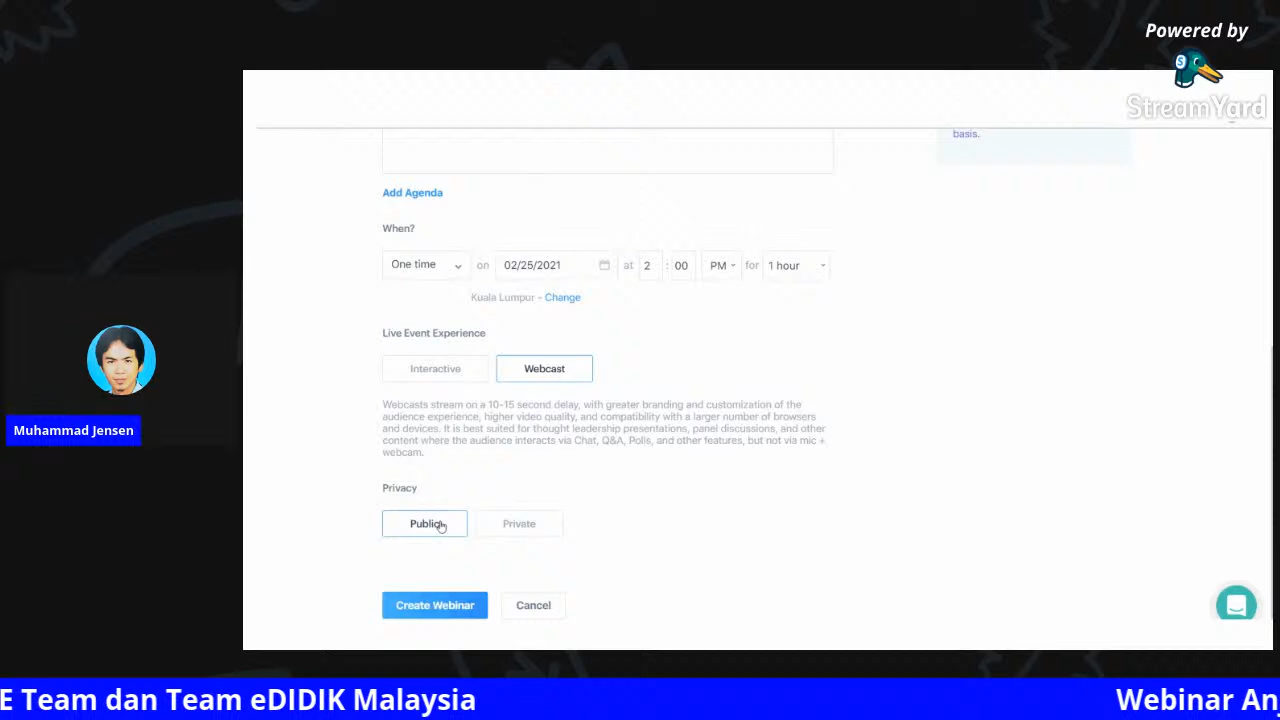 Powered by
StreamYard
basis.
Add Agenda
When?
One time on 02/25/2021 at 2 : 00 PM for 1 hour
Kuala Lumpur - Change
Live Event Experience
Interactive Webcast
Webcasts stream on a 10-15 second delay, with greater branding and customization of the
audience experience, higher video quality, and compatibility with a larger number of browsers
and devices. It is best suited for thought leadership presentations, panel discussions, and other
content where the audience interacts via Chat, Q&A, Polls, and other features, but not via mic +
webcam.
Muhammad Jensen
Privacy
Public Private
Create Webinar Cancel
E Team dan Team eDIDIK Malaysia
Webinar An